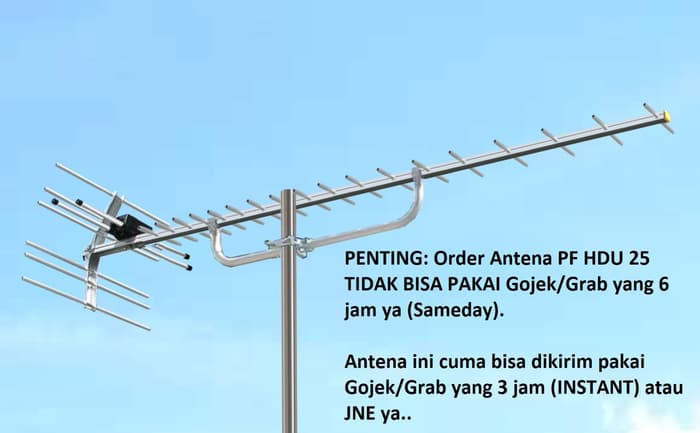 PENTING: Order Antena PF HDU 25
TIDAK BISA PAKAI Gojek/Grab yang 6
jam ya (Sameday).
Antena ini cuma bisa dikirim pakai
Gojek/Grab yang 3 jam (INSTANT) atau
JNE ya..